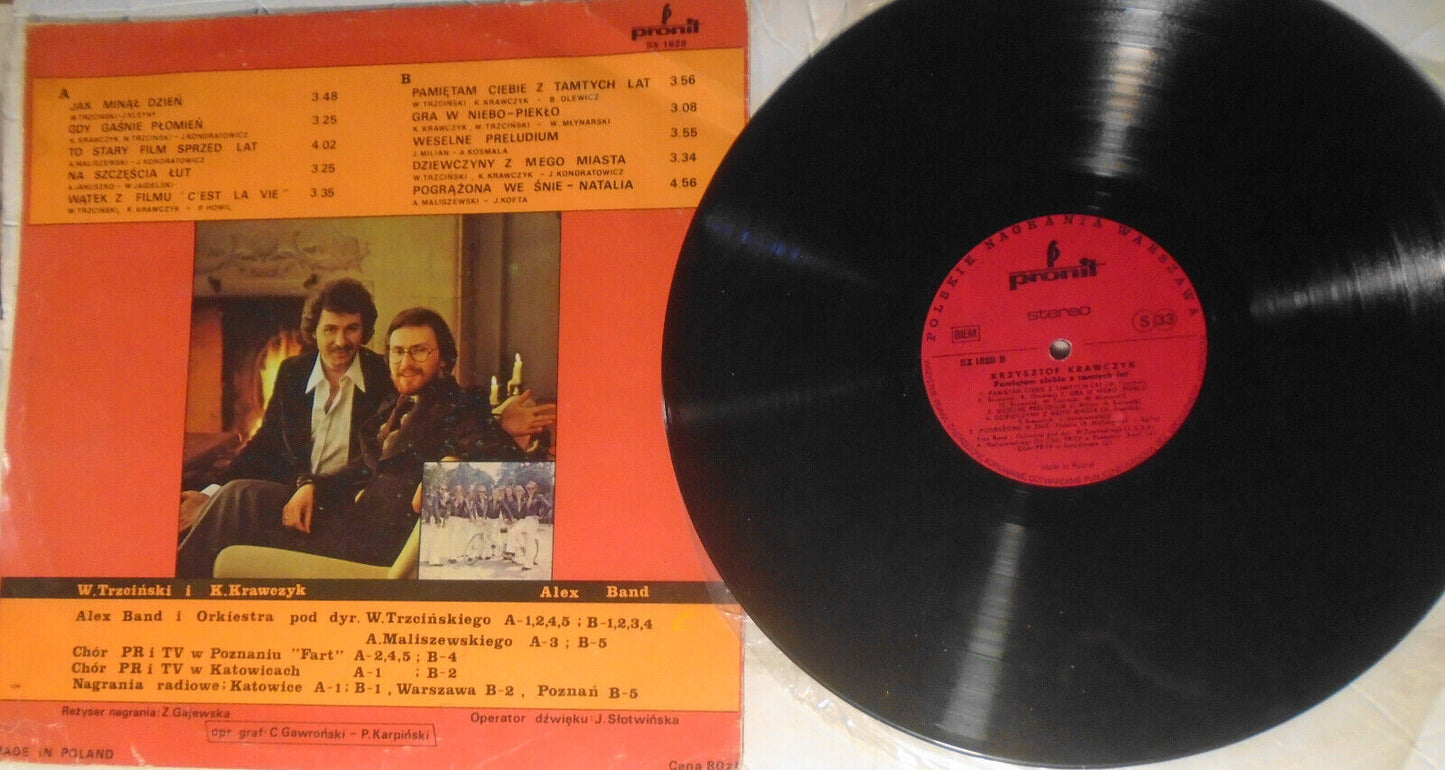 pronit
SX 1629
A
JAK MINĄŁ DZIEŃ 3.48
W. TRZCIŃSKI - J. KLEYNY
GDY GAŚNIE PŁOMIEŃ 3.25
K. KRAWCZYK W. TRZCIŃSKI - J. KONDRATOWICZ
TO STARY FILM SPRZED LAT 4.02
A. MALISZEWSKI - J. KONDRATOWICZ
NA SZCZĘŚCIA ŁUT 3.25
A. JANUSZKO - W. JAGIELSKI
WĄTEK Z FILMU "C'EST LA VIE" 3.35
W. TRZCIŃSKI, K. KRAWCZYK - P. HOWIL
B
PAMIĘTAM CIEBIE Z TAMTYCH LAT 3.56
W. TRZCIŃSKI K. KRAWCZYK - B. OLEWICZ
GRA W NIEBO-PIEKŁO 3.08
K. KRAWCZYK, W. TRZCIŃSKI - W. MŁYNARSKI
WESELNE PRELUDIUM 3.55
J. MILIAN - A. KOSMALA
DZIEWCZYNY Z MEGO MIASTA 3.34
W. TRZCIŃSKI, K. KRAWCZYK - J. KONDRATOWICZ
POGRĄŻONA WE ŚNIE - NATALIA 4.56
A. MALISZEWSKI - J. KOFTA
W. Trzciński i K. Krawczyk Alex Band
Alex Band i Orkiestra pod dyr. W. Trzcińskiego A-1,2,4,5 ; B-1,2,3,4
A. Maliszewskiego A-3 ; B-5
Chór PR i TV w Poznaniu "Fart" A-2,4,5 ; B-4
Chór PR i TV w Katowicach A-1 ; B-2
Nagrania radiowe: Katowice A-1; B-1, Warszawa B-2, Poznań B-5
Reżyser nagrania: Z. Gajewska
Operator dźwięku: J. Słotwińska
opr graf: C. Gawroński - P. Karpiński
MADE IN POLAND
Cena 80zł
POLSKIE NAGRANIA WARSZAWA
pronit
stereo
BIEM
S 33
SX 1629 B
KRZYSZTOF KRAWCZYK
Pamiętam ciebie z tamtych lat
Made in Poland